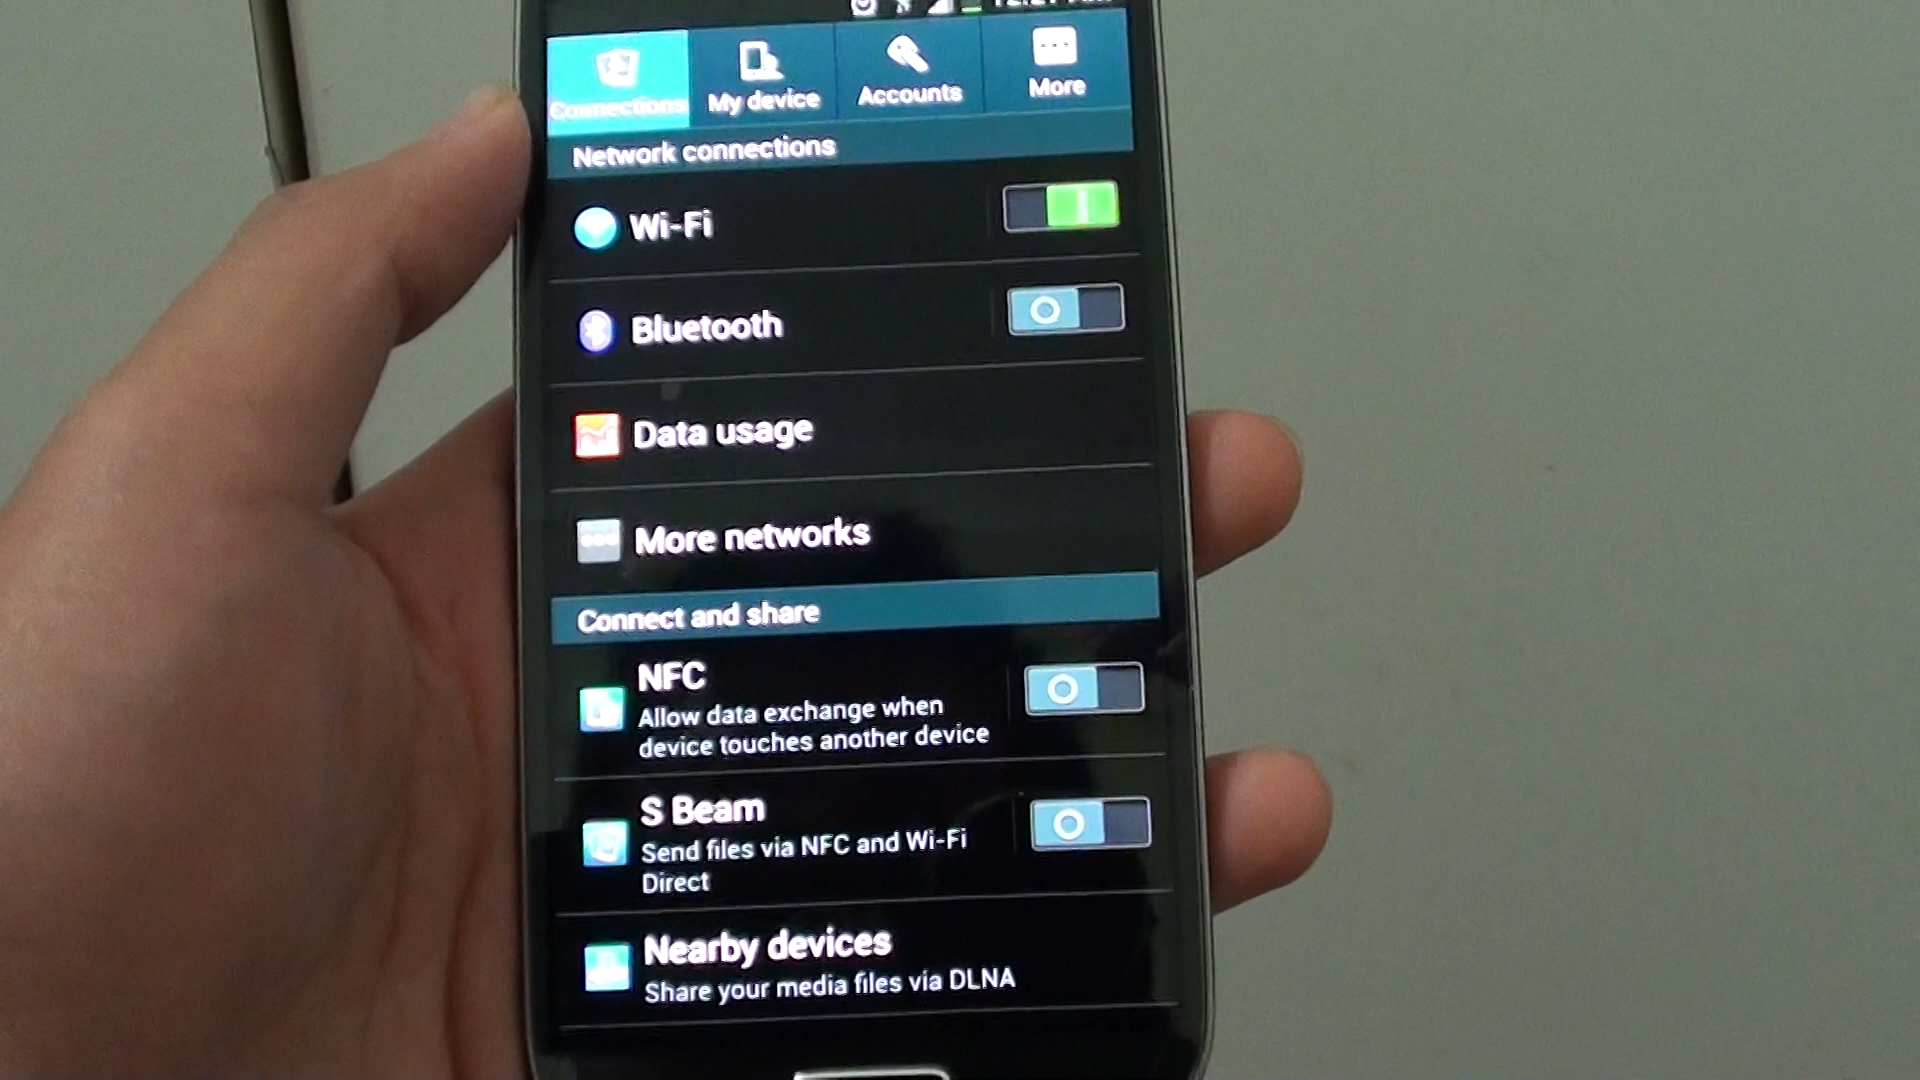 Connections
My device
Accounts
More
Network connections
Wi-Fi
Bluetooth
Data usage
More networks
Connect and share
NFC
Allow data exchange when
device touches another device
S Beam
Send files via NFC and Wi-Fi
Direct
Nearby devices
Share your media files via DLNA